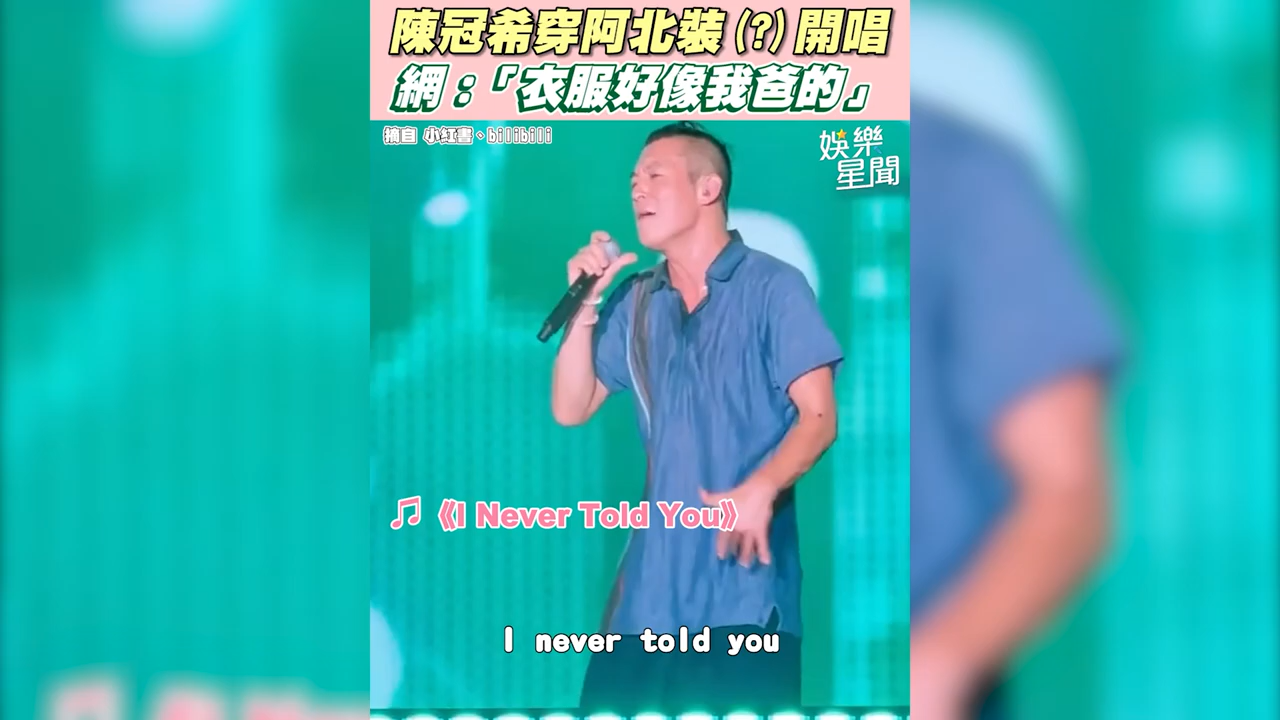 陳冠希穿阿北裝(?)開唱
網:「衣服好像我爸的」
摘自 小紅書、bilibili
娛樂
星聞
♫《I Never Told You》
I never told you